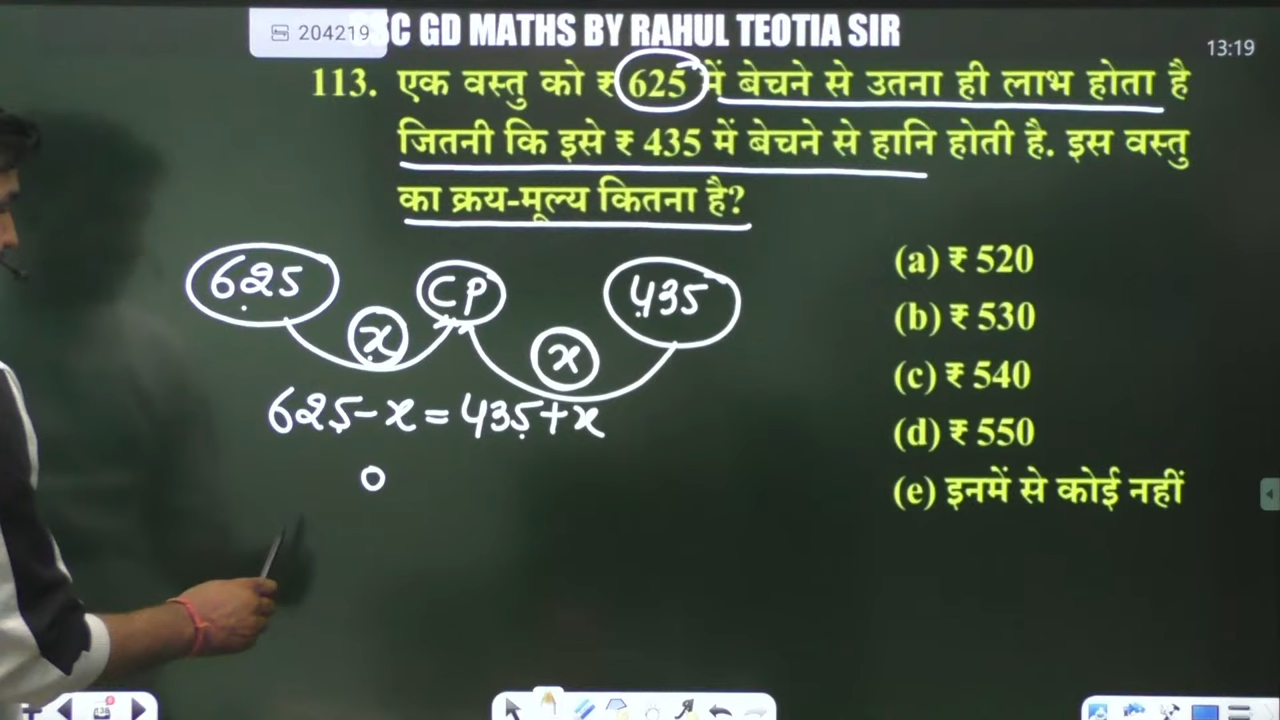 204219
SC GD MATHS BY RAHUL TEOTIA SIR
13:19
113. एक वस्तु को ₹ 625 में बेचने से उतना ही लाभ होता है
जितनी कि इसे ₹ 435 में बेचने से हानि होती है. इस वस्तु
का क्रय-मूल्य कितना है?
(a) ₹ 520
(b) ₹ 530
(c) ₹ 540
(d) ₹ 550
(e) इनमें से कोई नहीं
625 CP 435
x x
625-x=435+x